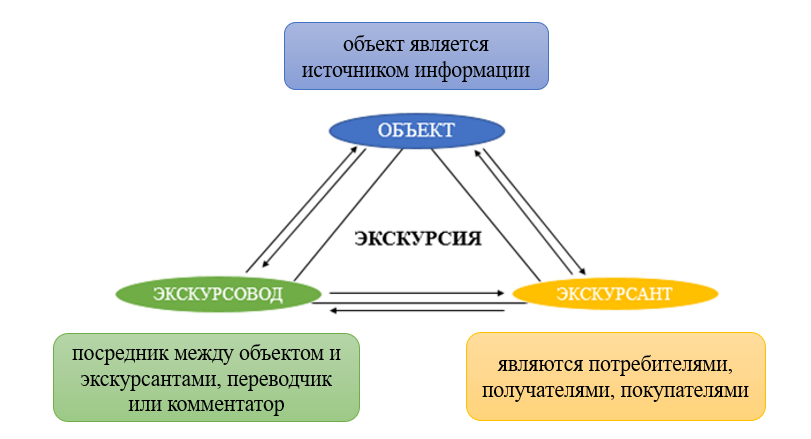 объект является
источником информации
ОБЪЕКТ
ЭКСКУРСИЯ
ЭКСКУРСОВОД
ЭКСКУРСАНТ
посредник между объектом и
экскурсантами, переводчик
или комментатор
являются потребителями,
получателями, покупателями